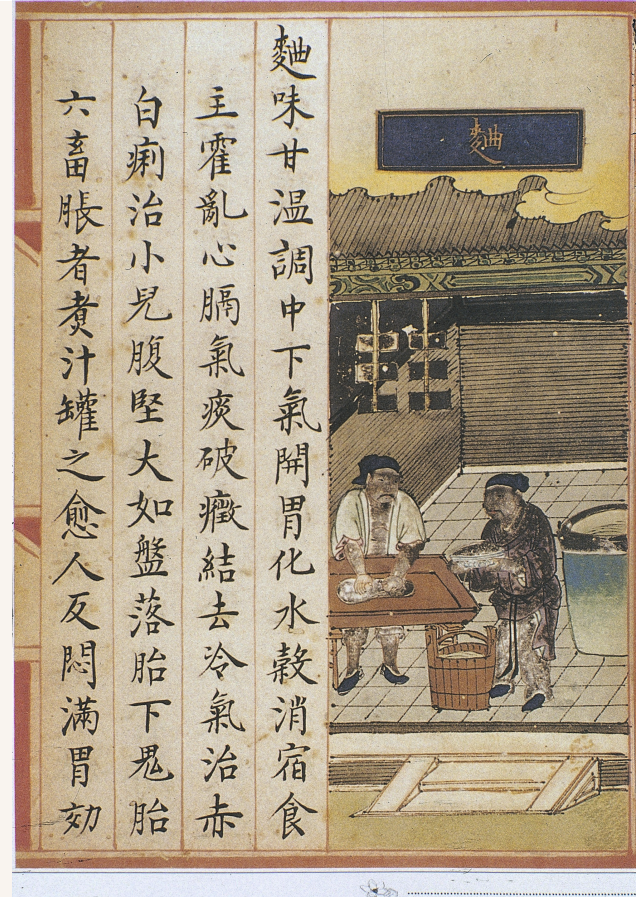 麯
麯味甘温調中下氣開胃化水榖消宿食
主霍亂心膈氣痰破癥結去冷氣治赤
白痢治小兒腹堅大如盤落胎下鬼胎
六畜脹者煑汁罐之愈人反悶滿胃効